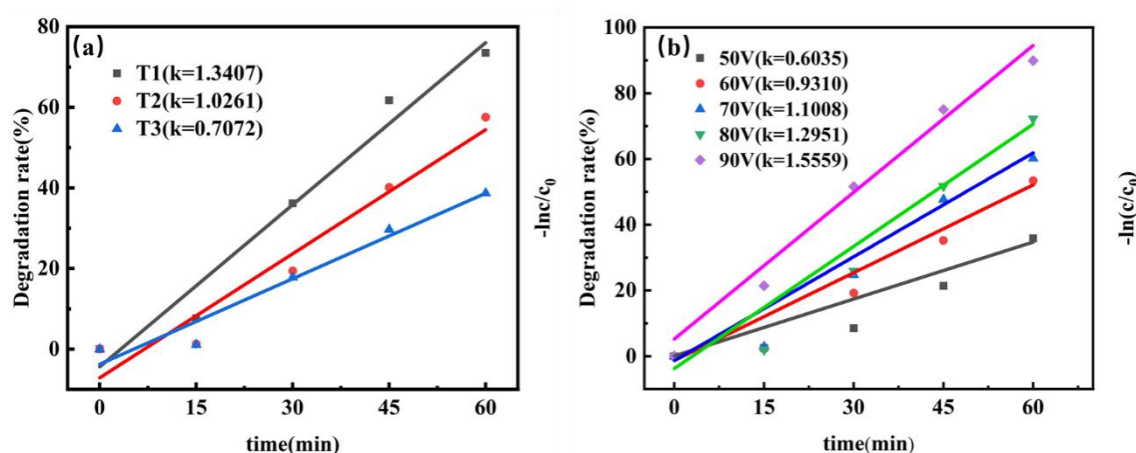 (a)
T1(k=1.3407)
T2(k=1.0261)
T3(k=0.7072)
Degradation rate(%)
80
60
40
20
0
0 15 30 45 60
time(min)
-lnc/c₀
(b)
50V(k=0.6035)
60V(k=0.9310)
70V(k=1.1008)
80V(k=1.2951)
90V(k=1.5559)
Degradation rate(%)
100
80
60
40
20
0
0 15 30 45 60
time(min)
-ln(c/c₀)